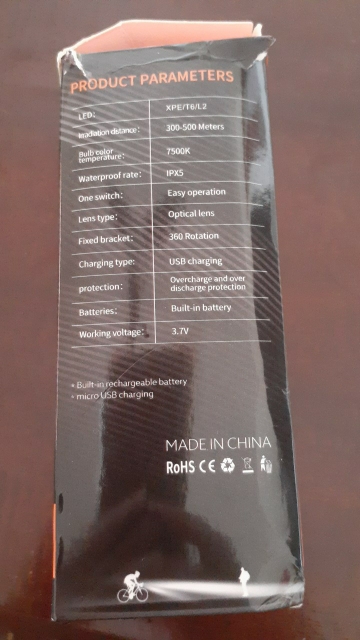 PRODUCT PARAMETERS
LED: XPE/T6/L2
Irradiation distance: 300-500 Meters
Bulb color
temperature: 7500K
Waterproof rate: IPX5
One switch: Easy operation
Lens type: Optical lens
Fixed bracket: 360 Rotation
Charging type: USB charging
protection: Overcharge and over
discharge protection
Batteries: Built-in battery
Working voltage: 3.7V
• Built-in rechargeable battery
• micro USB charging
MADE IN CHINA
RoHS CE